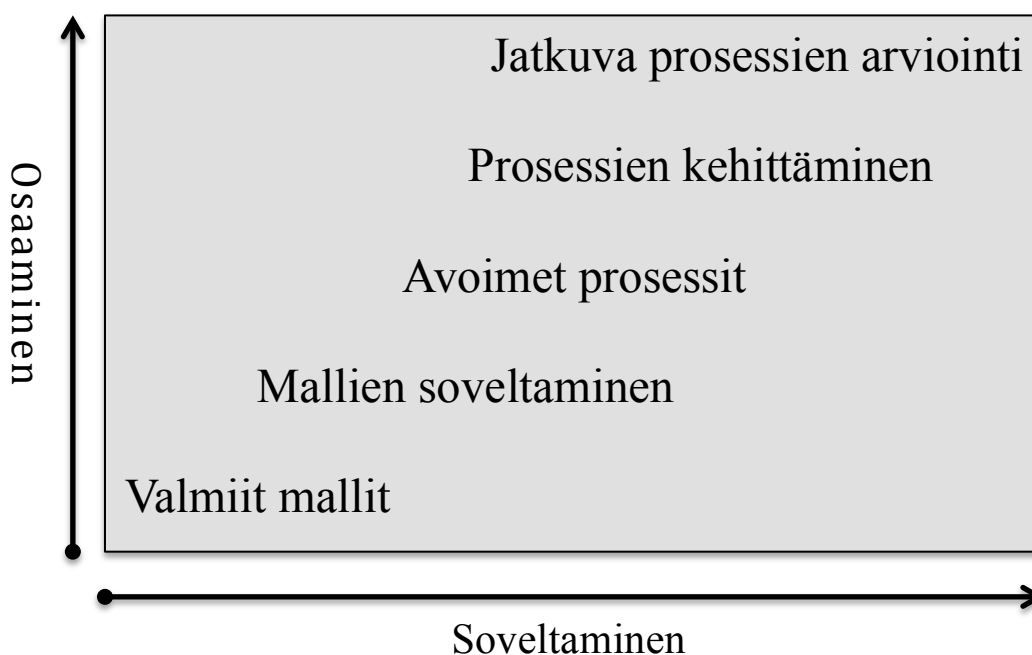 Jatkuva prosessien arviointi
Prosessien kehittäminen
Avoimet prosessit
Mallien soveltaminen
Valmiit mallit
Osaaminen
Soveltaminen